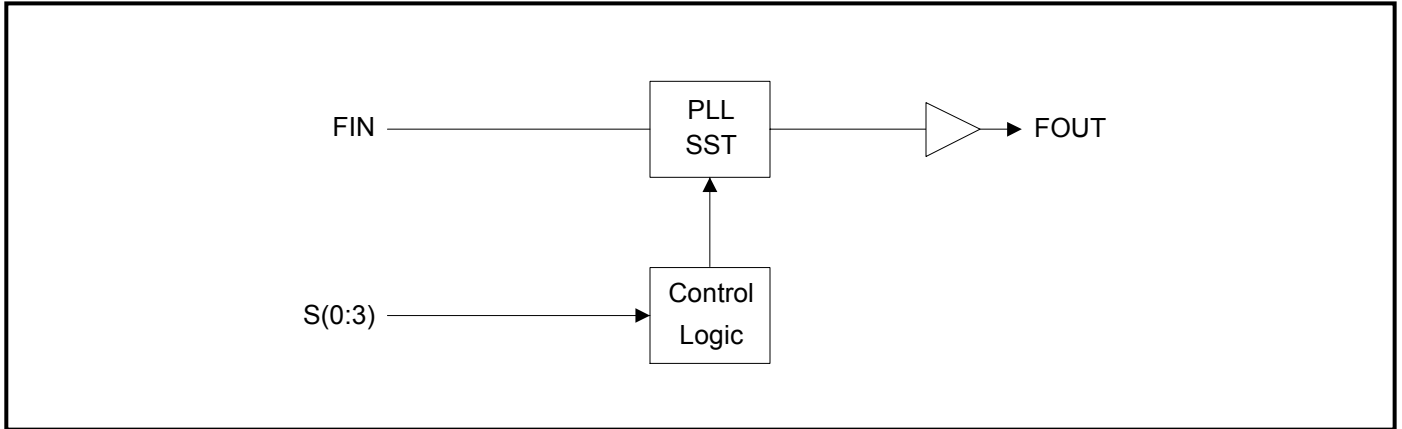 FIN
PLL
SST
FOUT
S(0:3)
Control
Logic